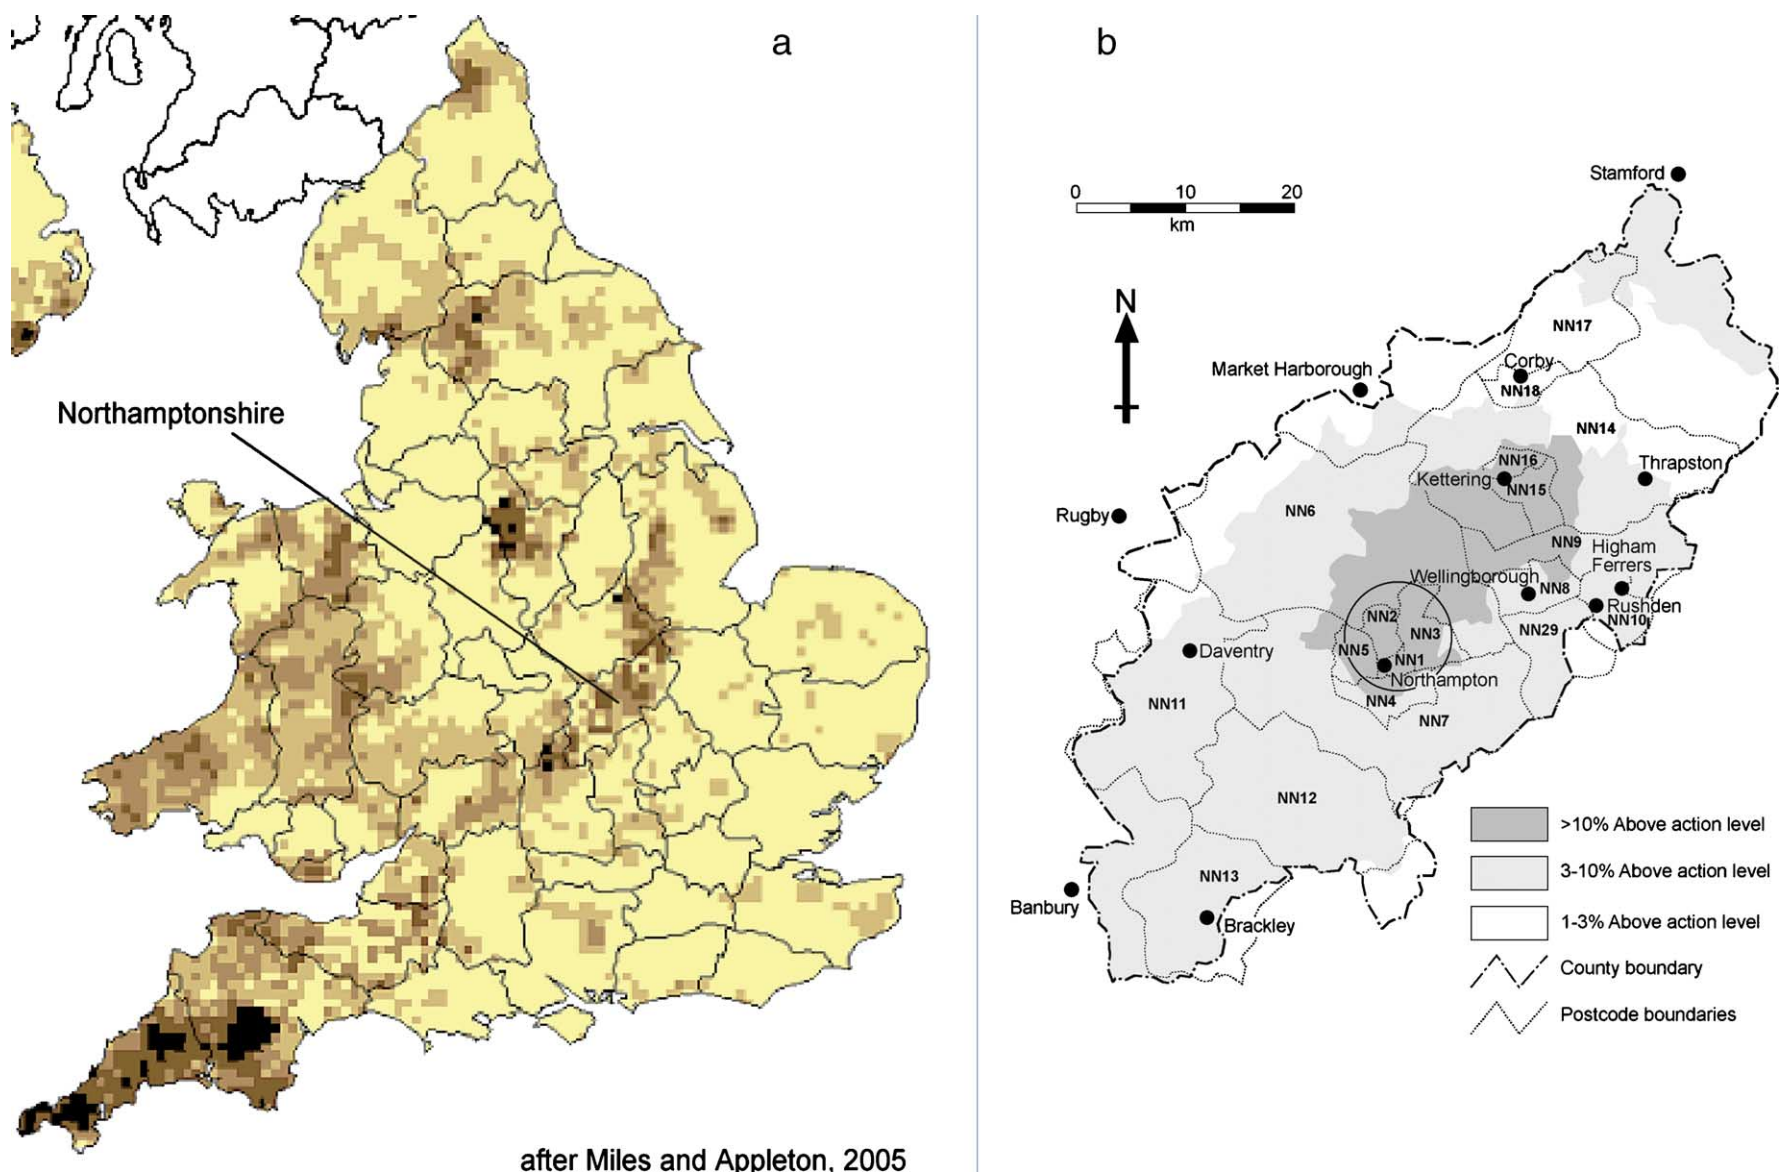 a
Northamptonshire
after Miles and Appleton, 2005
b
Stamford
0 10 20
km
N
NN17
Market Harborough
Corby
NN18
NN14
NN16
Thrapston
Kettering
NN15
NN6
Rugby
NN9
Higham
Ferrers
Wellingborough
NN8
NN2
Rushden
NN10
NN3
NN29
NN5
Daventry
NN1
Northampton
NN4
NN11
NN7
NN12
>10% Above action level
3-10% Above action level
NN13
Banbury
Brackley
1-3% Above action level
County boundary
Postcode boundaries